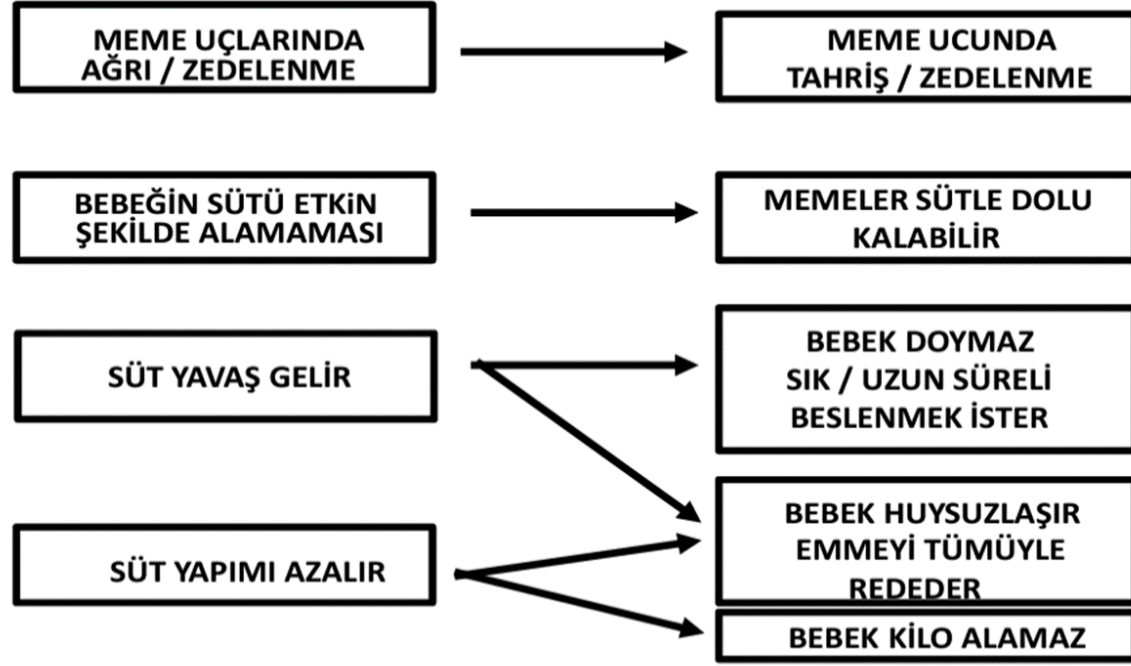 MEME UÇLARINDA
AĞRI / ZEDELENME
MEME UCUNDA
TAHRİŞ / ZEDELENME
BEBEĞİN SÜTÜ ETKiN
ŞEKİLDE ALAMAMASI
MEMELER SÜTLE DOLU
KALABİLİR
SÜT YAVAŞ GELİR
BEBEK DOYMAZ
SIK / UZUN SÜRELİ
BESLENMEK İSTER
SÜT YAPIMI AZALIR
BEBEK HUYSUZLAŞIR
EMMEYİ TÜMÜYLE
REDEDER
BEBEK KİLO ALAMAZ